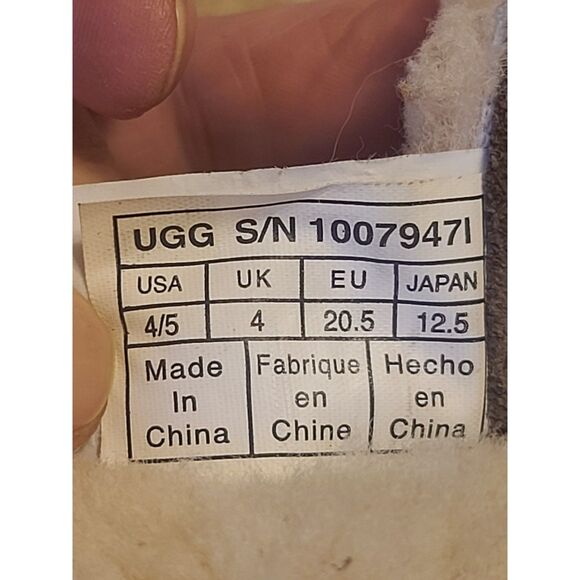 UGG S/N 1007947I
USA UK EU JAPAN
4/5 4 20.5 12.5
Made Fabrique Hecho
In en en
China Chine China